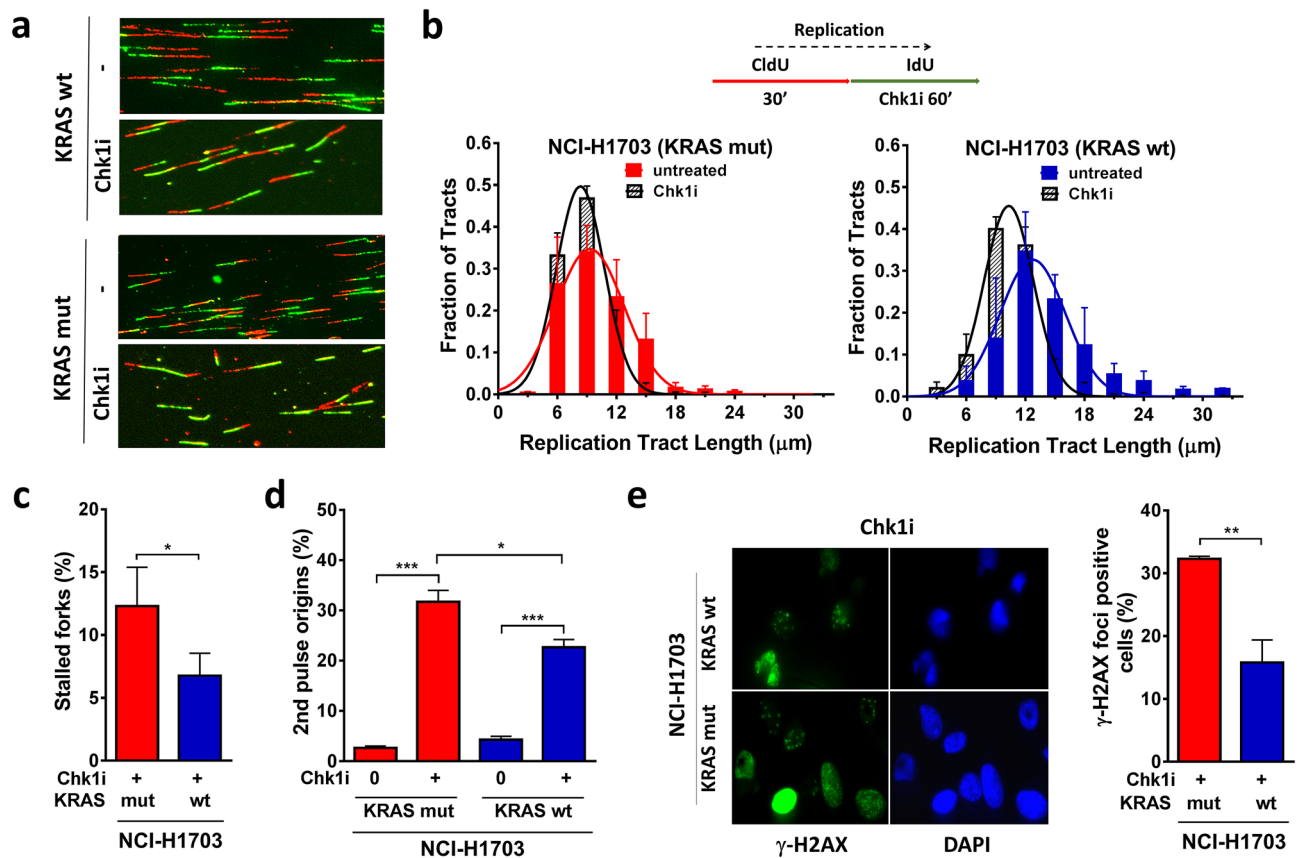 a
KRAS wt
-
Chk1i
KRAS mut
-
Chk1i
b
Replication
CldU IdU
30’ Chk1i 60’
NCI-H1703 (KRAS mut)
untreated
Chk1i
Fraction of Tracts
0.6
0.5
0.4
0.3
0.2
0.1
0.0
0 6 12 18 24 30
Replication Tract Length (μm)
NCI-H1703 (KRAS wt)
untreated
Chk1i
Fraction of Tracts
0.6
0.5
0.4
0.3
0.2
0.1
0.0
0 6 12 18 24 30
Replication Tract Length (μm)
c
Stalled forks (%)
20
15
10
5
0
*
Chk1i + +
KRAS mut wt
NCI-H1703
d
2nd pulse origins (%)
50
40
30
20
10
0
*** * ***
Chk1i 0 + 0 +
KRAS mut KRAS wt
NCI-H1703
e
Chk1i
NCI-H1703
KRAS wt
KRAS mut
γ-H2AX DAPI
γ-H2AX foci positive
cells (%)
40
30
20
10
0
**
Chk1i + +
KRAS mut wt
NCI-H1703